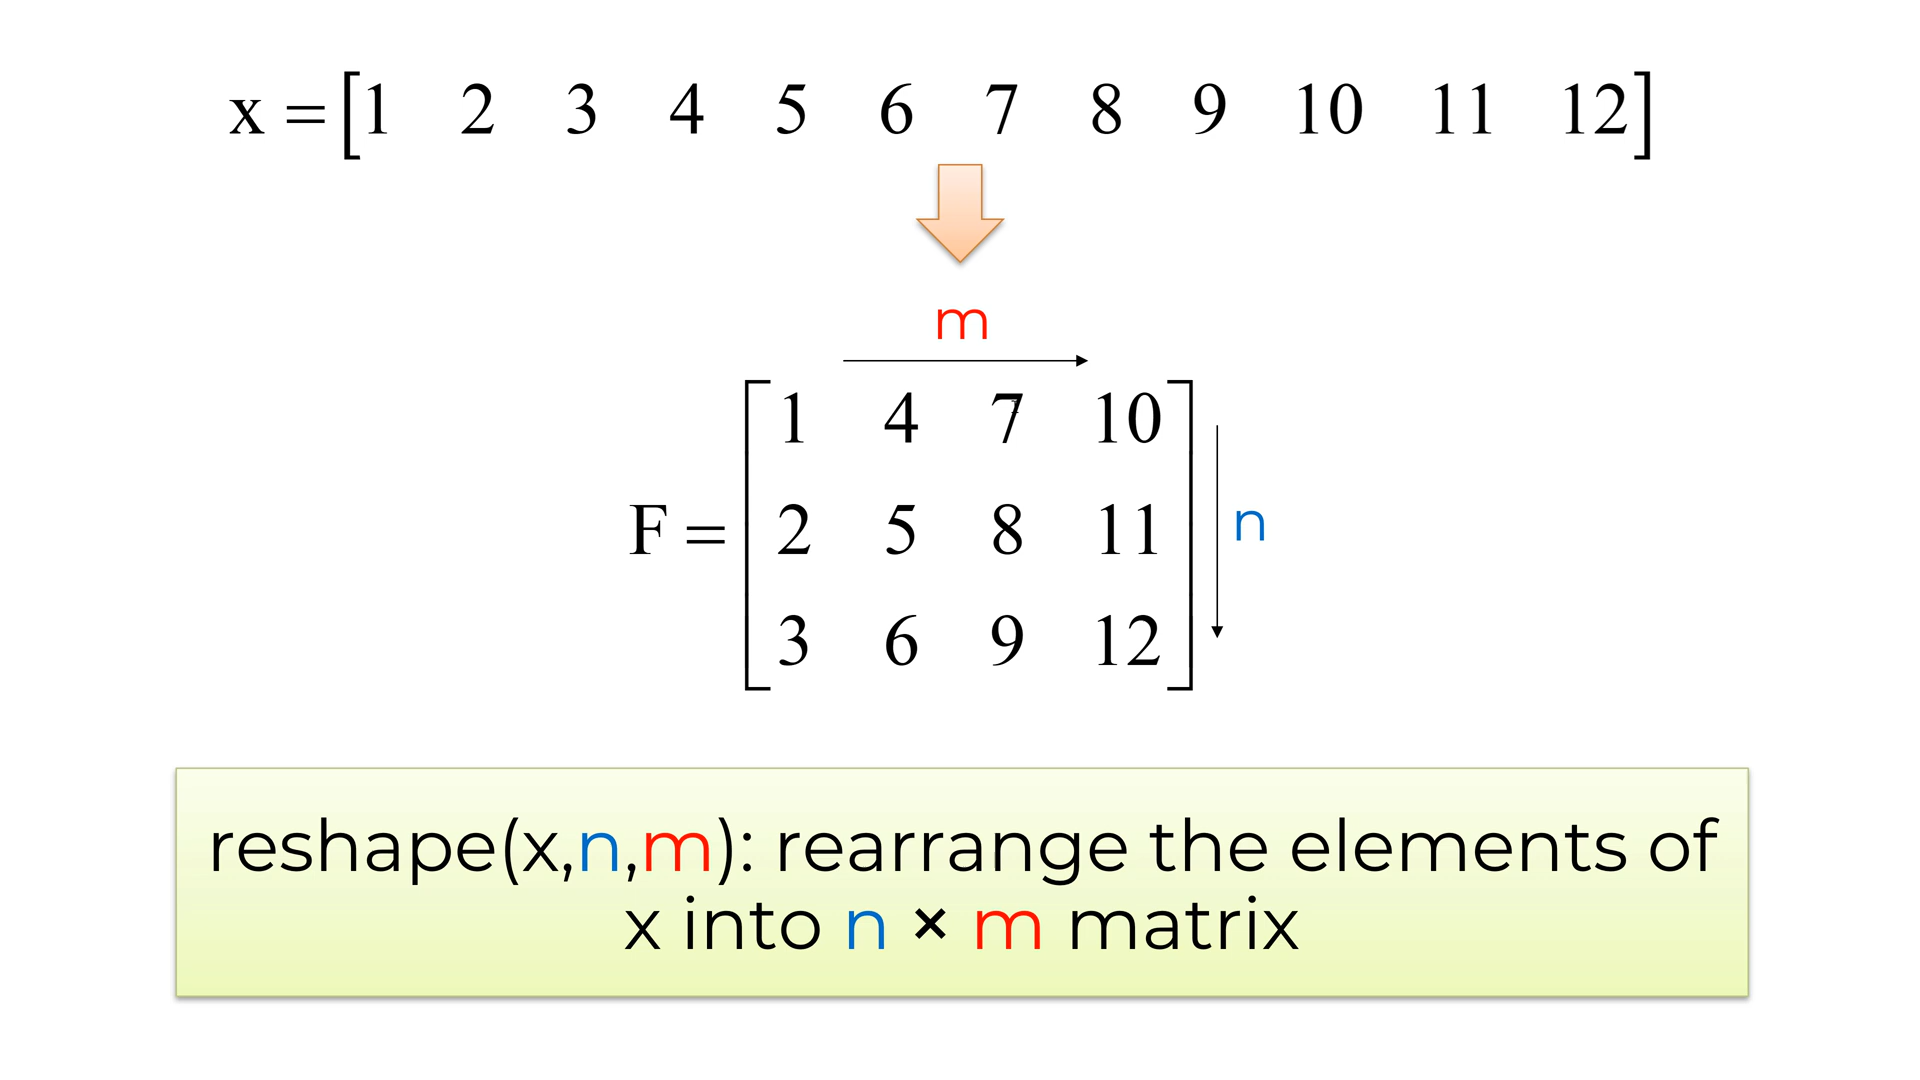 x = [1 2 3 4 5 6 7 8 9 10 11 12]
m
1 4 7 10
F = 2 5 8 11 n
3 6 9 12
reshape(x,n,m): rearrange the elements of
x into n × m matrix